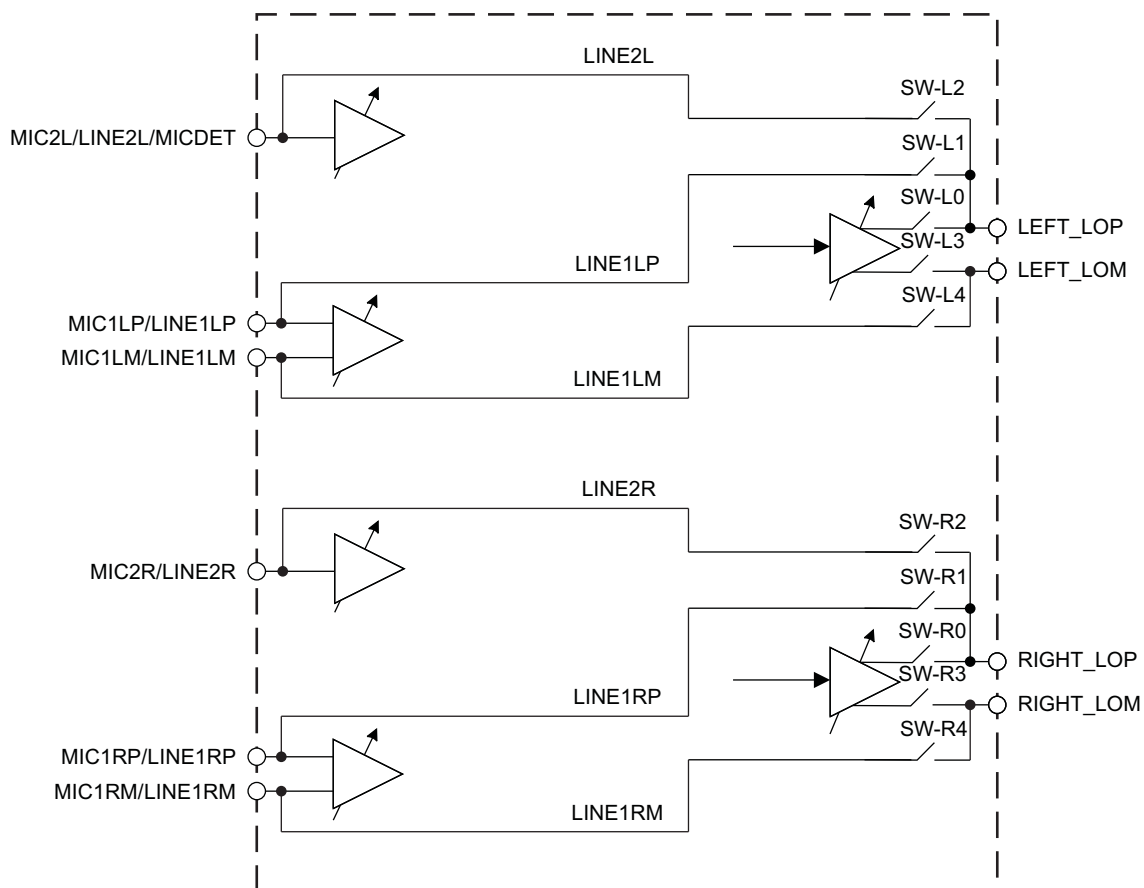 LINE2L
SW-L2
MIC2L/LINE2L/MICDET
SW-L1
SW-L0
LEFT_LOP
SW-L3
LINE1LP
LEFT_LOM
SW-L4
MIC1LP/LINE1LP
MIC1LM/LINE1LM
LINE1LM
LINE2R
SW-R2
MIC2R/LINE2R
SW-R1
SW-R0
RIGHT_LOP
SW-R3
LINE1RP
RIGHT_LOM
SW-R4
MIC1RP/LINE1RP
MIC1RM/LINE1RM
LINE1RM